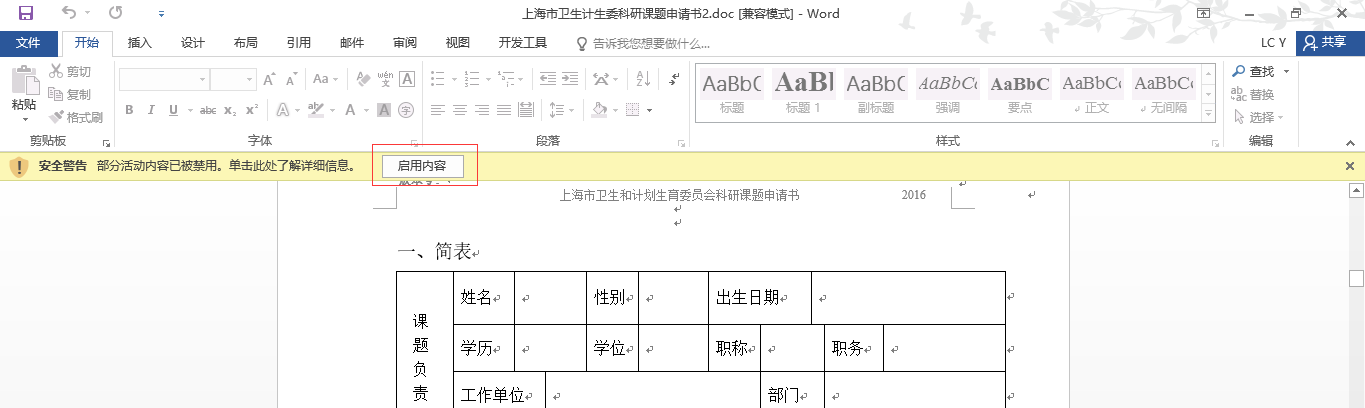 上海市卫生计生委科研课题申请书2.doc [兼容模式] - Word
文件 开始 插入 设计 布局 引用 邮件 审阅 视图 开发工具 告诉我您想要做什么... LC Y 共享
粘贴
剪切
复制
格式刷
剪贴板
Aa wén 文 A
B I U abc x₂ x² A ab A A 字
字体
段落
AaBbC AaBl AaBbC AaBbCc AaBbC AaBbCc AaBbCc
标题 标题 1 副标题 强调 要点 正文 无间隔
样式
查找
替换
选择
编辑
安全警告 部分活动内容已被禁用。单击此处了解详细信息。 启用内容
上海市卫生和计划生育委员会科研课题申请书 2016
一、简表
课题负责
姓名 性别 出生日期
学历 学位 职称 职务
工作单位 部门